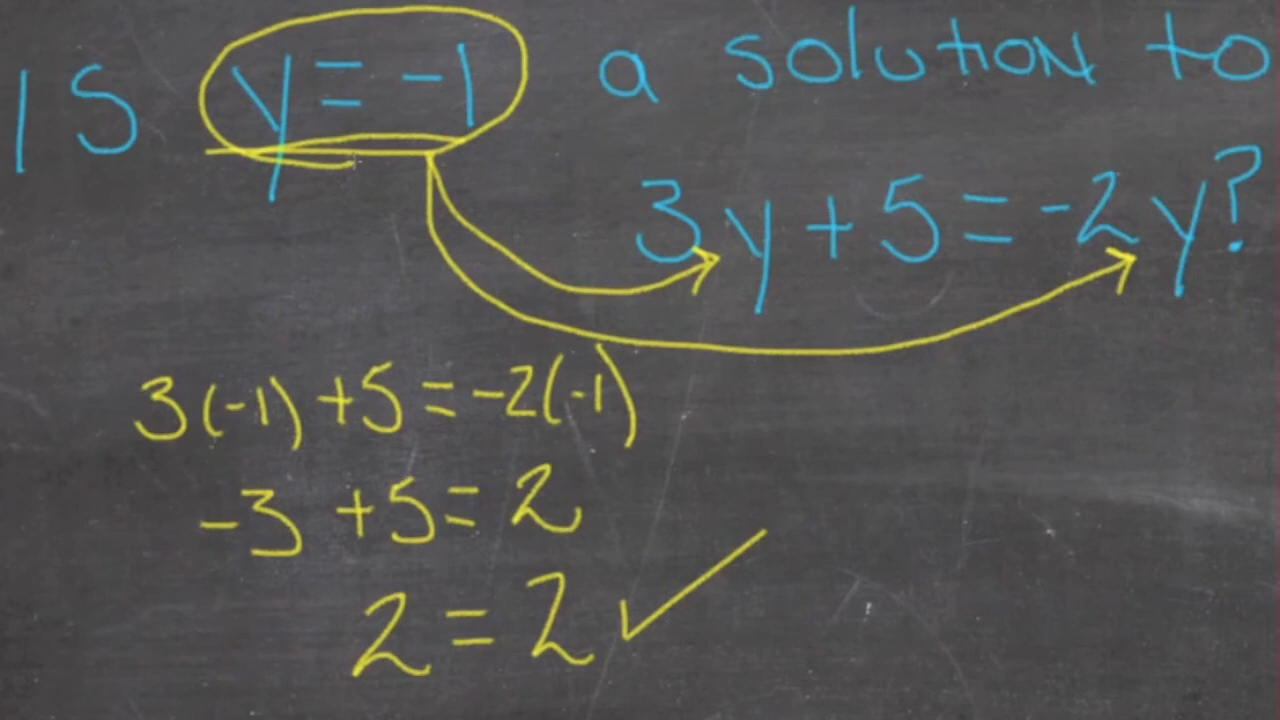 IS y = -1 a solution to
3y + 5 = -2y?
3(-1) + 5 = -2(-1)
-3 + 5 = 2
2 = 2 ✓